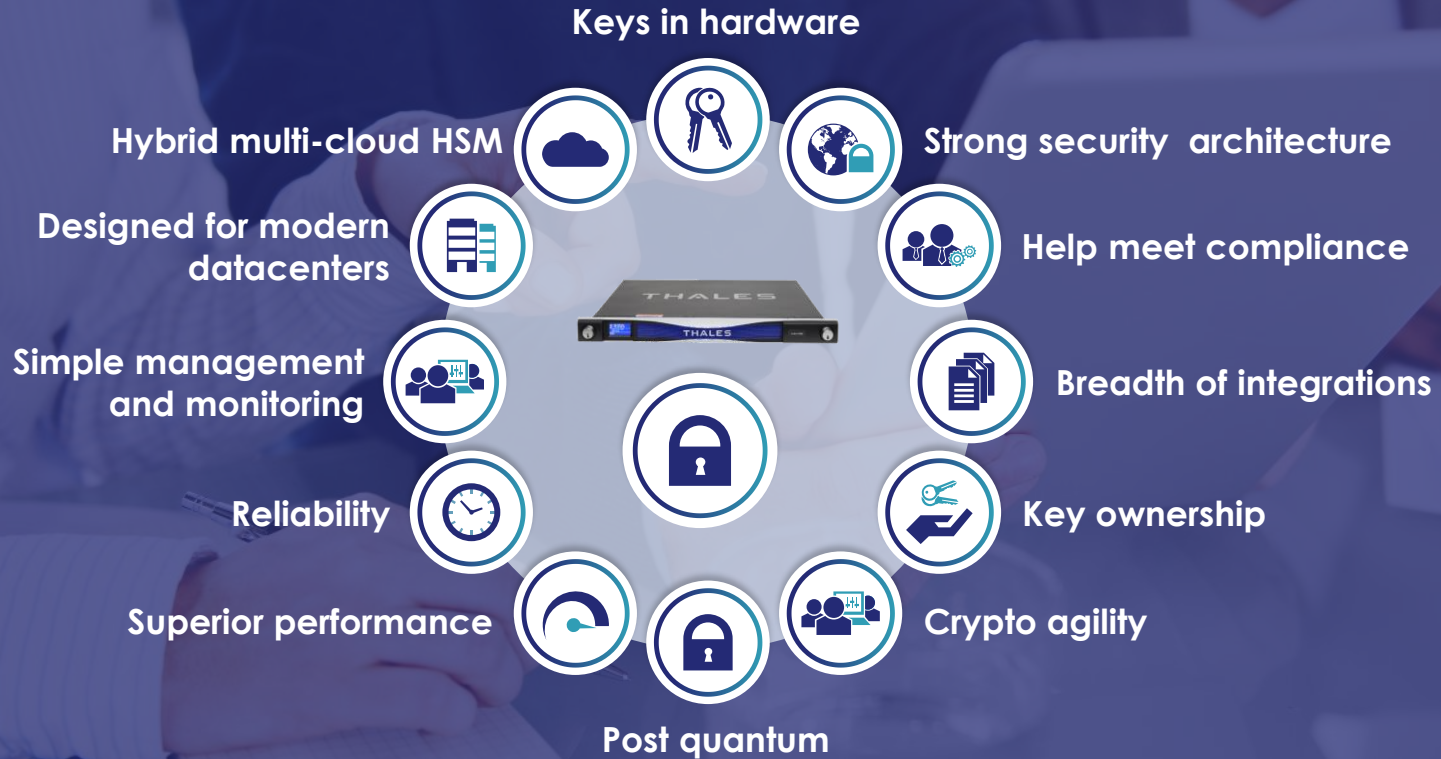 Keys in hardware
Hybrid multi-cloud HSM
Strong security architecture
Designed for modern
datacenters
Help meet compliance
THALES
THALES
Simple management
and monitoring
Breadth of integrations
Reliability
Key ownership
Superior performance
Crypto agility
Post quantum